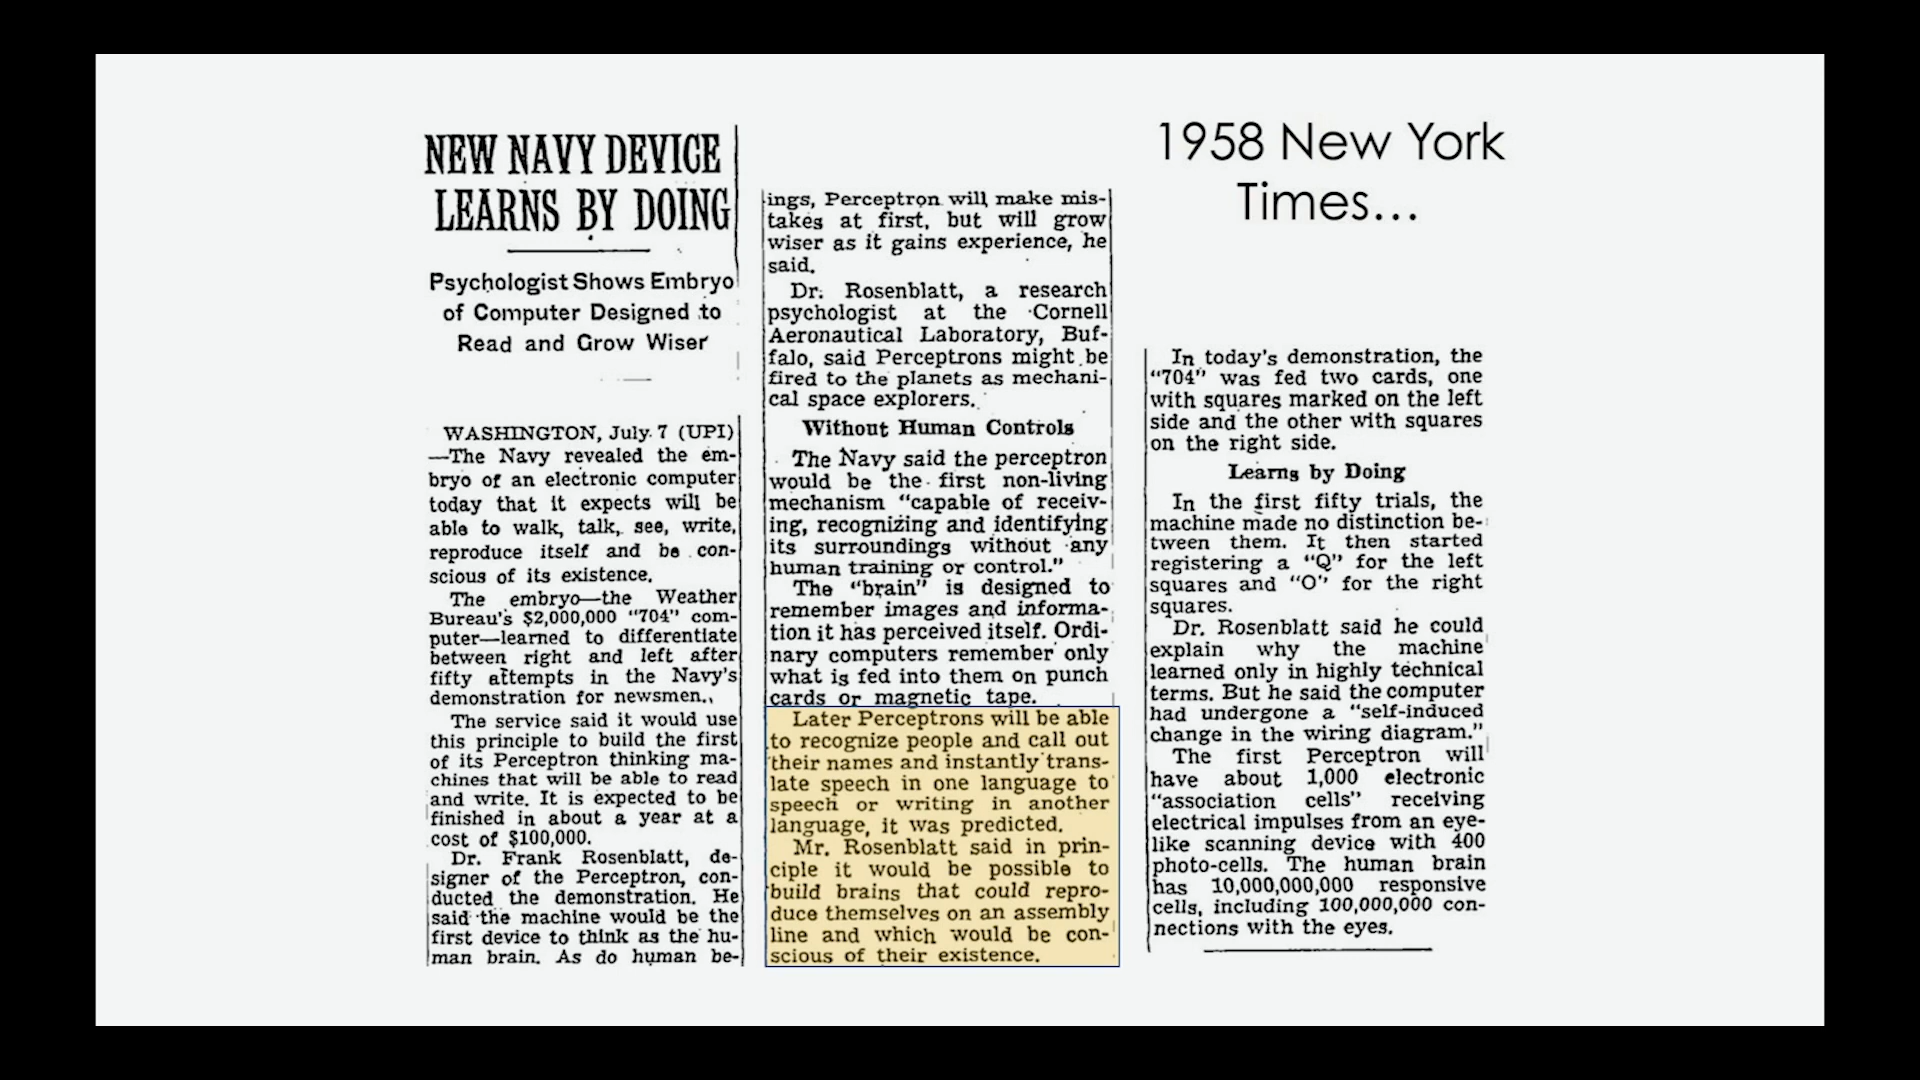 NEW NAVY DEVICE
LEARNS BY DOING
Psychologist Shows Embryo
of Computer Designed to
Read and Grow Wiser
WASHINGTON, July 7 (UPI)
—The Navy revealed the em-
bryo of an electronic computer
today that it expects will be
able to walk, talk, see, write,
reproduce itself and be con-
scious of its existence.
The embryo—the Weather
Bureau's $2,000,000 "704" com-
puter—learned to differentiate
between right and left after
fifty attempts in the Navy's
demonstration for newsmen.
The service said it would use
this principle to build the first
of its Perceptron thinking ma-
chines that will be able to read
and write. It is expected to be
finished in about a year at a
cost of $100,000.
Dr. Frank Rosenblatt, de-
signer of the Perceptron, con-
ducted the demonstration. He
said the machine would be the
first device to think as the hu-
man brain. As do human be-
ings, Perceptron will make mis-
takes at first, but will grow
wiser as it gains experience, he
said.
Dr. Rosenblatt, a research
psychologist at the Cornell
Aeronautical Laboratory, Buf-
falo, said Perceptrons might be
fired to the planets as mechani-
cal space explorers.
Without Human Controls
The Navy said the perceptron
would be the first non-living
mechanism "capable of receiv-
ing, recognizing and identifying
its surroundings without any
human training or control."
The "brain" is designed to
remember images and informa-
tion it has perceived itself. Ordi-
nary computers remember only
what is fed into them on punch
cards or magnetic tape.
Later Perceptrons will be able
to recognize people and call out
their names and instantly trans-
late speech in one language to
speech or writing in another
language, it was predicted.
Mr. Rosenblatt said in prin-
ciple it would be possible to
build brains that could repro-
duce themselves on an assembly
line and which would be con-
scious of their existence.
1958 New York
Times...
In today's demonstration, the
"704" was fed two cards, one
with squares marked on the left
side and the other with squares
on the right side.
Learns by Doing
In the first fifty trials, the
machine made no distinction be-
tween them. It then started
registering a "Q" for the left
squares and "O" for the right
squares.
Dr. Rosenblatt said he could
explain why the machine
learned only in highly technical
terms. But he said the computer
had undergone a "self-induced
change in the wiring diagram."
The first Perceptron will
have about 1,000 electronic
"association cells" receiving
electrical impulses from an eye-
like scanning device with 400
photo-cells. The human brain
has 10,000,000,000 responsive
cells, including 100,000,000 con-
nections with the eyes.